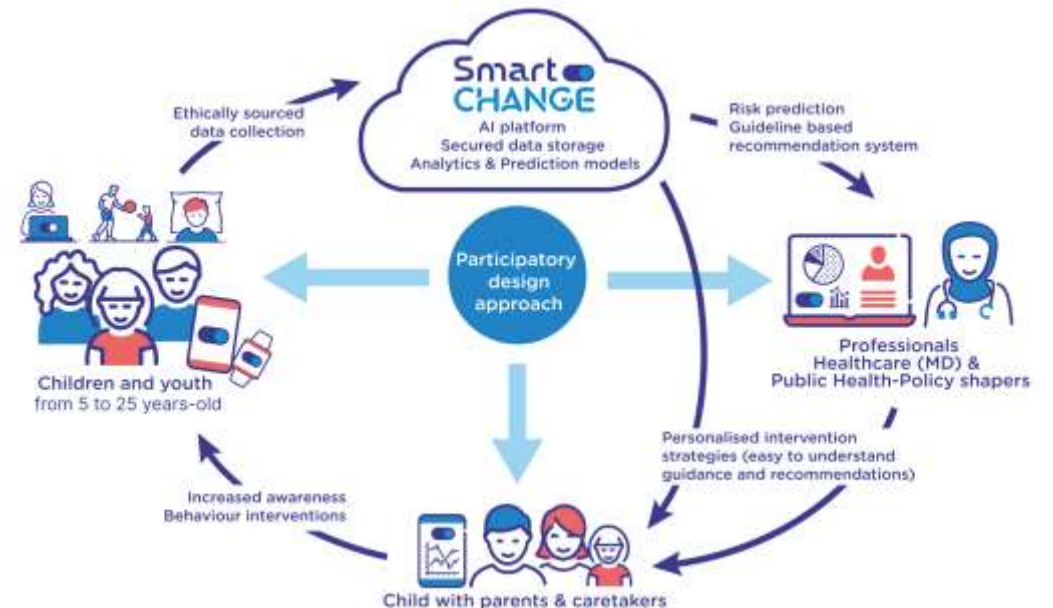 Smart
CHANGE
AI platform
Secured data storage
Analytics & Prediction models
Ethically sourced
data collection
Risk prediction
Guideline based
recommendation system
Participatory
design
approach
Children and youth
from 5 to 25 years-old
Professionals
Healthcare (MD) &
Public Health-Policy shapers
Personalised intervention
strategies (easy to understand
guidance and recommendations)
Increased awareness
Behaviour interventions
Child with parents & caretakers